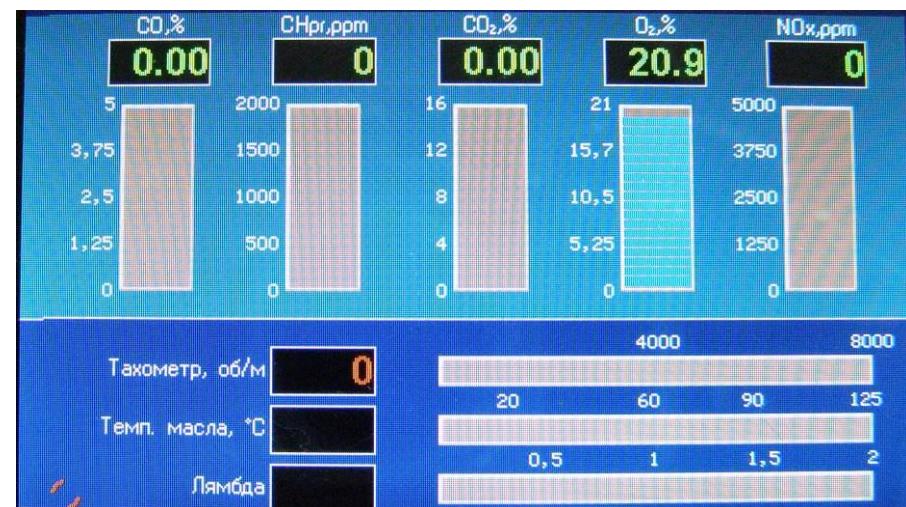 CO,% CHpr,ppm CO₂,% O₂,% NOx,ppm
0.00 0 0.00 20.9 0
5 2000 16 21 5000
3,75 1500 12 15,7 3750
2,5 1000 8 10,5 2500
1,25 500 4 5,25 1250
0 0 0 0 0
4000 8000
Тахометр, об/м 0
20 60 90 125
Темп. масла, °C
0,5 1 1,5 2
Лямбда